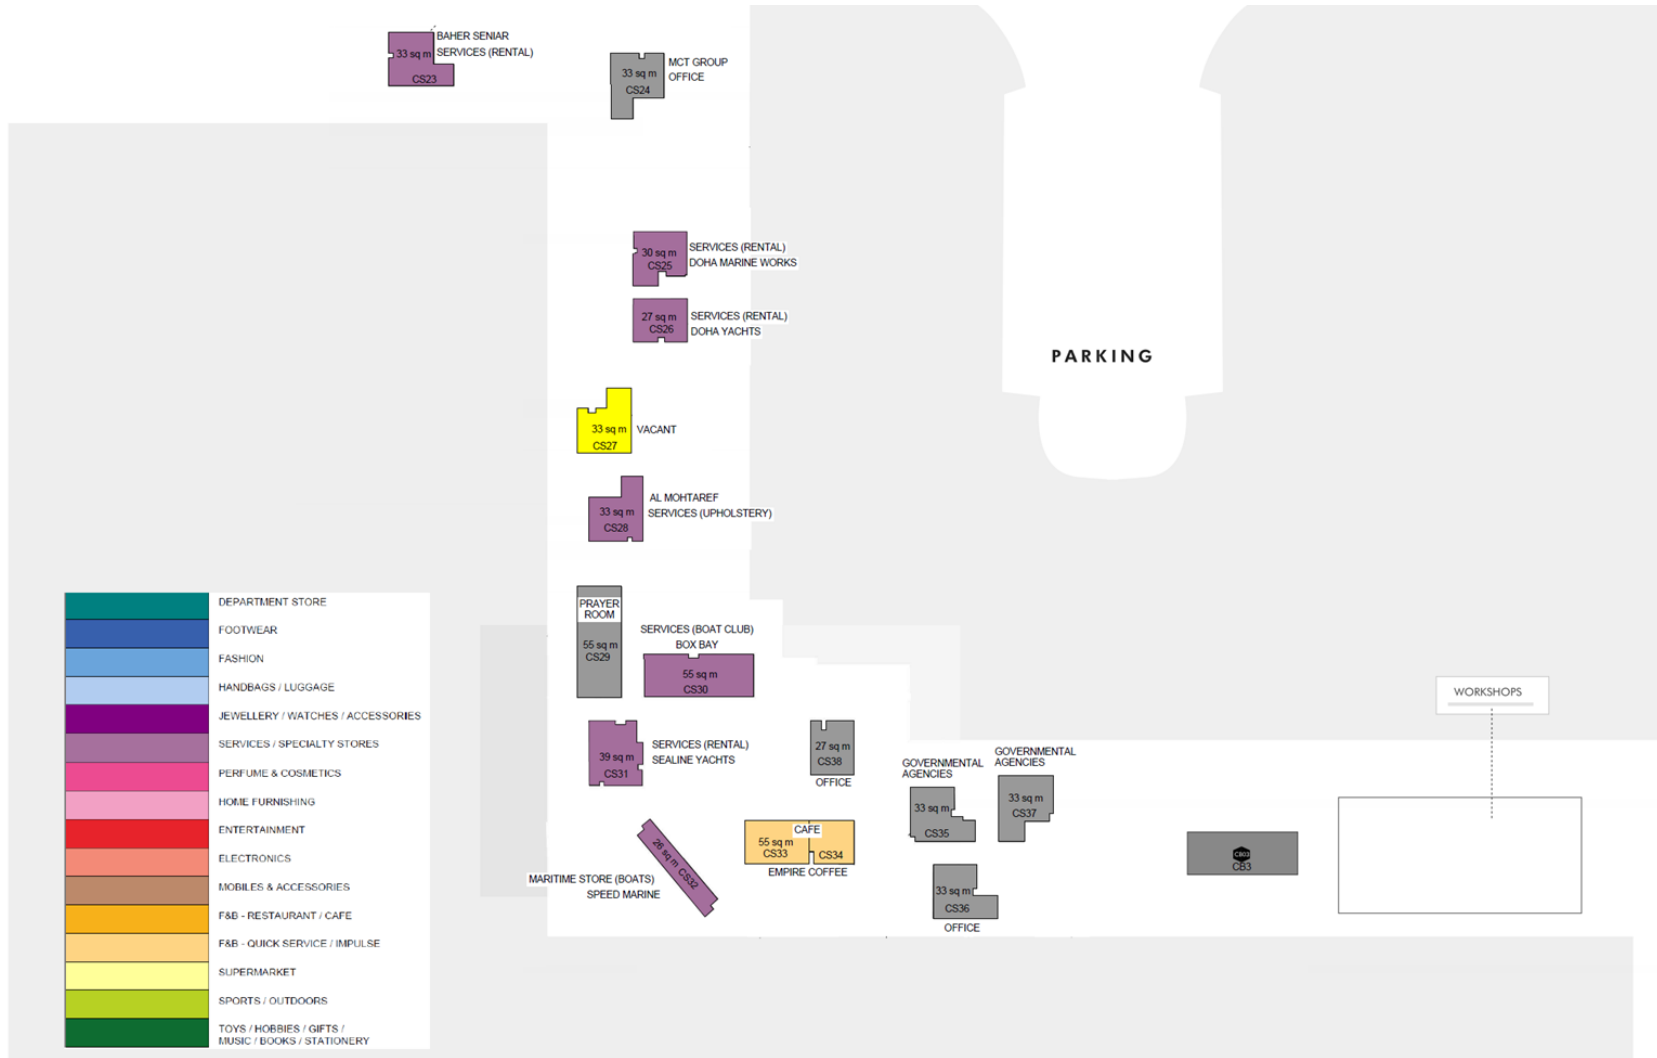 BAHER SENIAR
SERVICES (RENTAL)
33 sq m
CS23
MCT GROUP
OFFICE
33 sq m
CS24
SERVICES (RENTAL)
DOHA MARINE WORKS
30 sq m
CS25
SERVICES (RENTAL)
DOHA YACHTS
27 sq m
CS26
PARKING
VACANT
33 sq m
CS27
AL MOHTAREF
SERVICES (UPHOLSTERY)
33 sq m
CS28
PRAYER
ROOM
55 sq m
CS29
SERVICES (BOAT CLUB)
BOX BAY
55 sq m
CS30
SERVICES (RENTAL)
SEALINE YACHTS
39 sq m
CS31
27 sq m
CS38
OFFICE
GOVERNMENTAL
AGENCIES
33 sq m
CS35
GOVERNMENTAL
AGENCIES
33 sq m
CS37
WORKSHOPS
26 sq m CS32
MARITIME STORE (BOATS)
SPEED MARINE
CAFE
55 sq m
CS33
CS34
EMPIRE COFFEE
33 sq m
CS36
OFFICE
CB03
CB3
DEPARTMENT STORE
FOOTWEAR
FASHION
HANDBAGS / LUGGAGE
JEWELLERY / WATCHES / ACCESSORIES
SERVICES / SPECIALTY STORES
PERFUME & COSMETICS
HOME FURNISHING
ENTERTAINMENT
ELECTRONICS
MOBILES & ACCESSORIES
F&B - RESTAURANT / CAFE
F&B - QUICK SERVICE / IMPULSE
SUPERMARKET
SPORTS / OUTDOORS
TOYS / HOBBIES / GIFTS /
MUSIC / BOOKS / STATIONERY